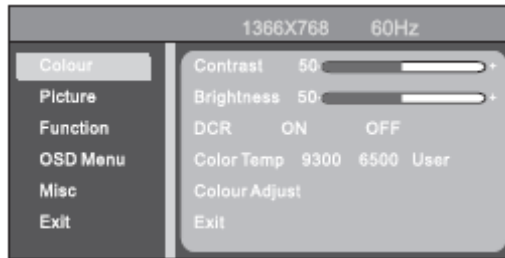 1366X768 60Hz
Colour
Picture
Function
OSD Menu
Misc
Exit
Contrast 50 - +
Brightness 50 - +
DCR ON OFF
Color Temp 9300 6500 User
Colour Adjust
Exit